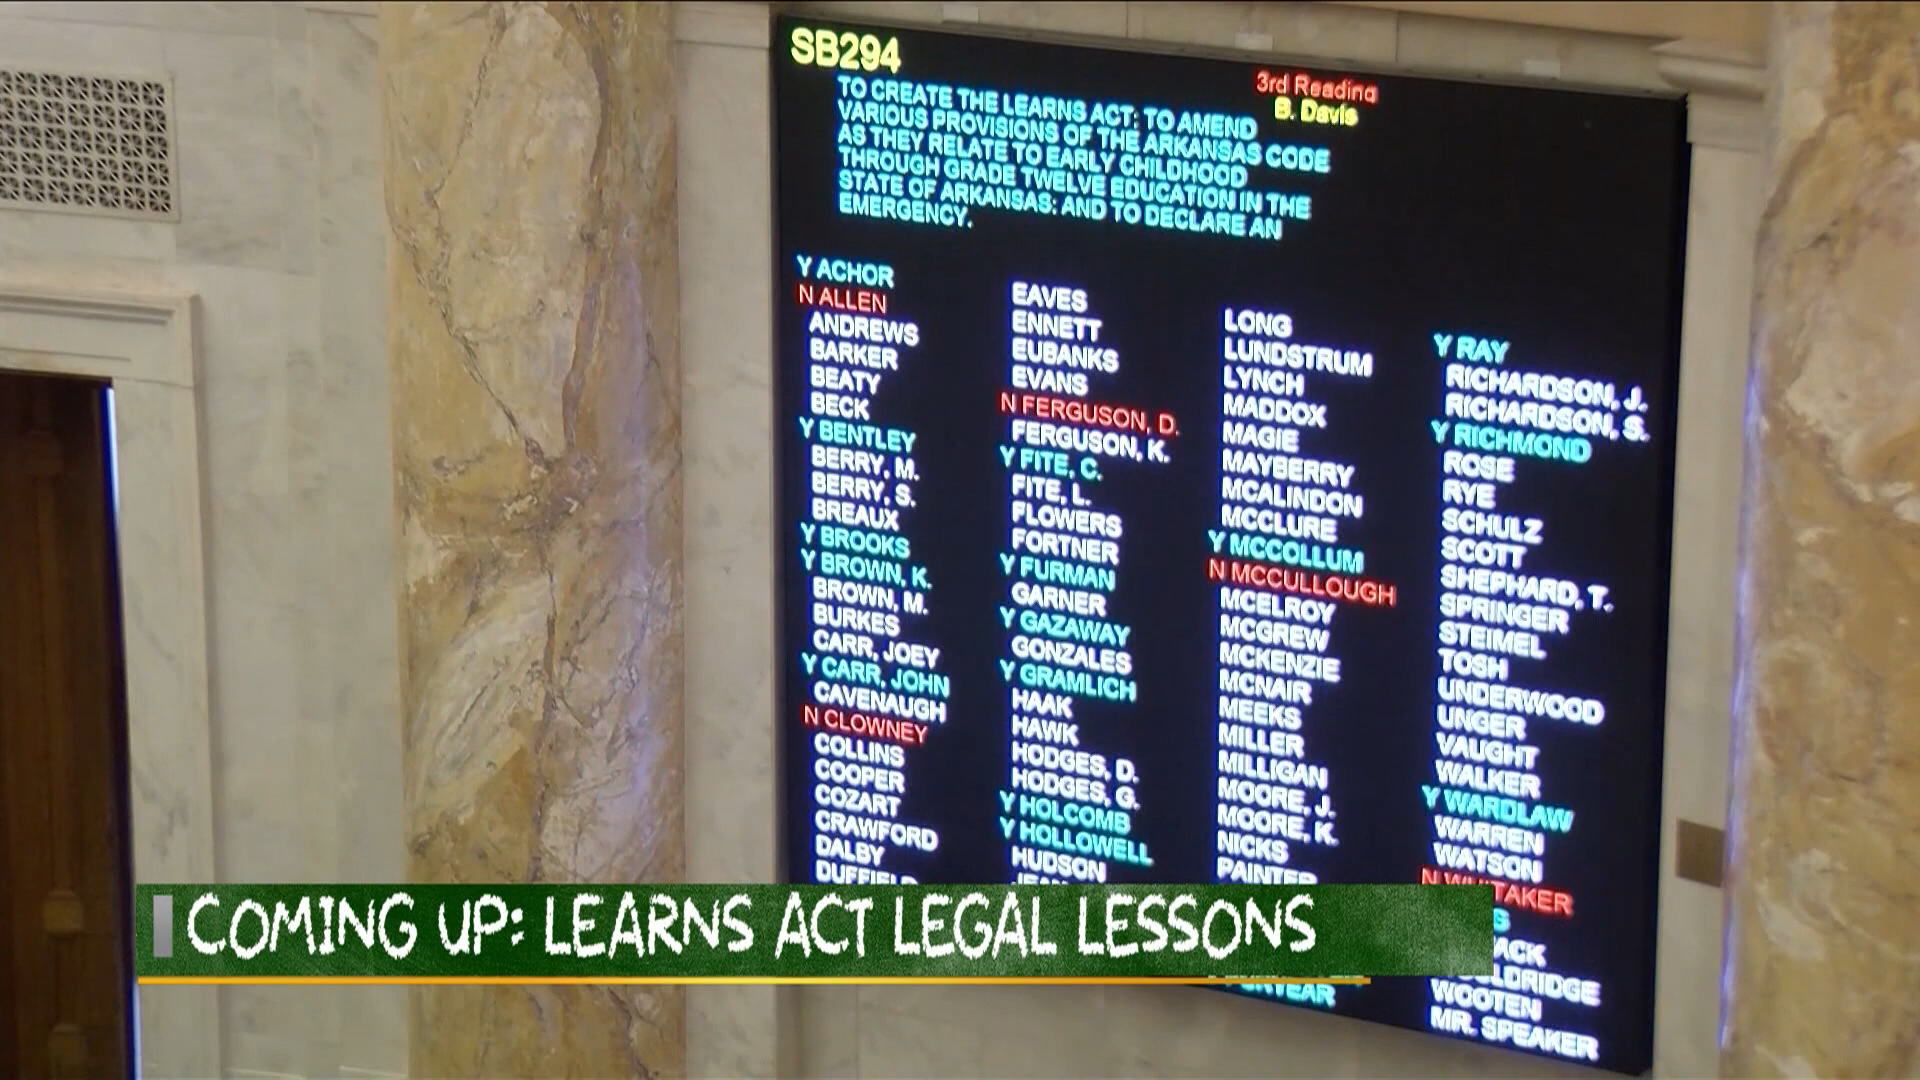 SB294
3rd Reading
B. Davis
TO CREATE THE LEARNS ACT; TO AMEND
VARIOUS PROVISIONS OF THE ARKANSAS CODE
AS THEY RELATE TO EARLY CHILDHOOD
THROUGH GRADE TWELVE EDUCATION IN THE
STATE OF ARKANSAS; AND TO DECLARE AN
EMERGENCY.
Y ACHOR
N ALLEN
ANDREWS
BARKER
BEATY
BECK
Y BENTLEY
BERRY, M.
BERRY, S.
BREAUX
Y BROOKS
Y BROWN, K.
BROWN, M.
BURKES
CARR, JOEY
Y CARR, JOHN
CAVENAUGH
N CLOWNEY
COLLINS
COOPER
COZART
CRAWFORD
DALBY
DUFFIELD
EAVES
ENNETT
EUBANKS
EVANS
N FERGUSON, D.
FERGUSON, K.
Y FITE, C.
FITE, L.
FLOWERS
FORTNER
Y FURMAN
GARNER
Y GAZAWAY
GONZALES
Y GRAMLICH
HAAK
HAWK
HODGES, D.
HODGES, G.
Y HOLCOMB
Y HOLLOWELL
HUDSON
LONG
LUNDSTRUM
LYNCH
MADDOX
MAGIE
MAYBERRY
MCALINDON
MCCLURE
Y MCCOLLUM
N MCCULLOUGH
MCELROY
MCGREW
MCKENZIE
MCNAIR
MEEKS
MILLER
MILLIGAN
MOORE, J.
MOORE, K.
NICKS
PAINTER
Y RAY
RICHARDSON, J.
RICHARDSON, S.
Y RICHMOND
ROSE
RYE
SCHULZ
SCOTT
SHEPHARD, T.
SPRINGER
STEIMEL
TOSH
UNDERWOOD
UNGER
VAUGHT
WALKER
Y WARDLAW
WARREN
WATSON
N WHITAKER
WOOTEN
MR. SPEAKER
COMING UP: LEARNS ACT LEGAL LESSONS